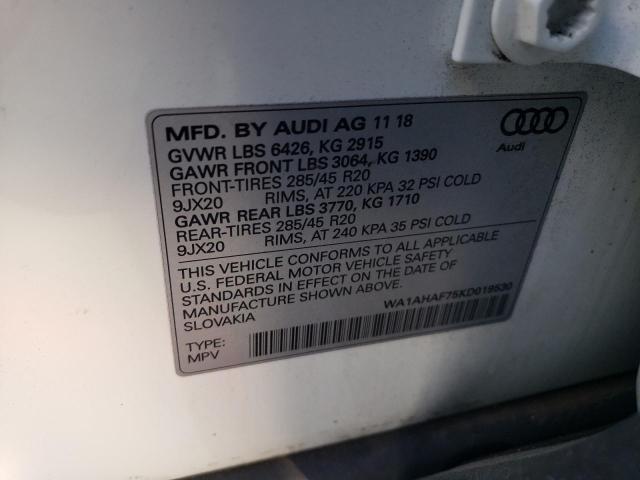 MFD. BY AUDI AG 11 18
GVWR LBS 6426, KG 2915
GAWR FRONT LBS 3064, KG 1390
FRONT-TIRES 285/45 R20
9JX20 RIMS, AT 220 KPA 32 PSI COLD
GAWR REAR LBS 3770, KG 1710
REAR-TIRES 285/45 R20
9JX20 RIMS, AT 240 KPA 35 PSI COLD
Audi
THIS VEHICLE CONFORMS TO ALL APPLICABLE
U.S. FEDERAL MOTOR VEHICLE SAFETY
STANDARDS IN EFFECT ON THE DATE OF
MANUFACTURE SHOWN ABOVE.
SLOVAKIA
WA1AHAF75KD019530
TYPE:
MPV